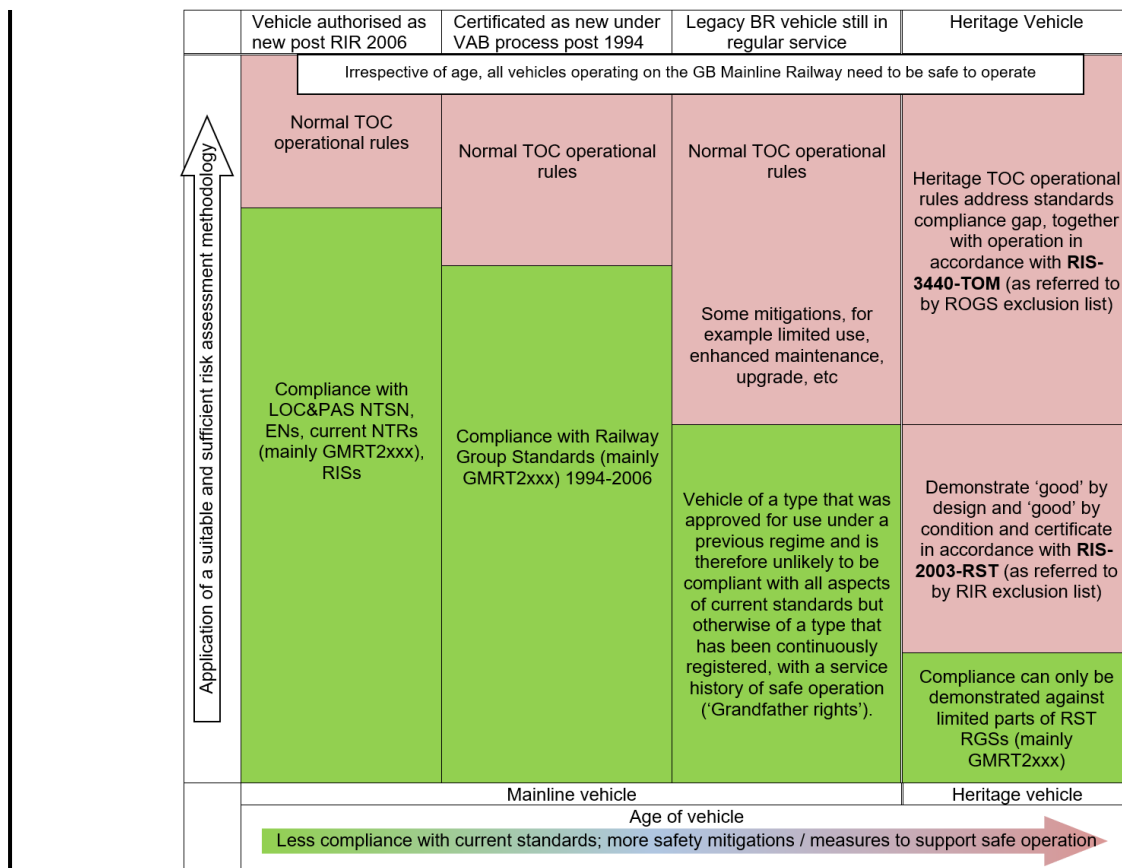 Vehicle authorised as
new post RIR 2006
Certificated as new under
VAB process post 1994
Legacy BR vehicle still in
regular service
Heritage Vehicle
Irrespective of age, all vehicles operating on the GB Mainline Railway need to be safe to operate
Application of a suitable and sufficient risk assessment methodology
Normal TOC
operational rules
Compliance with
LOC&PAS NTSN,
ENs, current NTRs
(mainly GMRT2xxx),
RISs
Normal TOC operational
rules
Compliance with Railway
Group Standards (mainly
GMRT2xxx) 1994-2006
Normal TOC operational
rules
Some mitigations, for
example limited use,
enhanced maintenance,
upgrade, etc
Vehicle of a type that was
approved for use under a
previous regime and is
therefore unlikely to be
compliant with all aspects
of current standards but
otherwise of a type that
has been continuously
registered, with a service
history of safe operation
(‘Grandfather rights’).
Heritage TOC operational
rules address standards
compliance gap, together
with operation in
accordance with RIS-
3440-TOM (as referred to
by ROGS exclusion list)
Demonstrate ‘good’ by
design and ‘good’ by
condition and certificate
in accordance with RIS-
2003-RST (as referred to
by RIR exclusion list)
Compliance can only be
demonstrated against
limited parts of RST
RGSs (mainly
GMRT2xxx)
Mainline vehicle
Heritage vehicle
Age of vehicle
Less compliance with current standards; more safety mitigations / measures to support safe operation